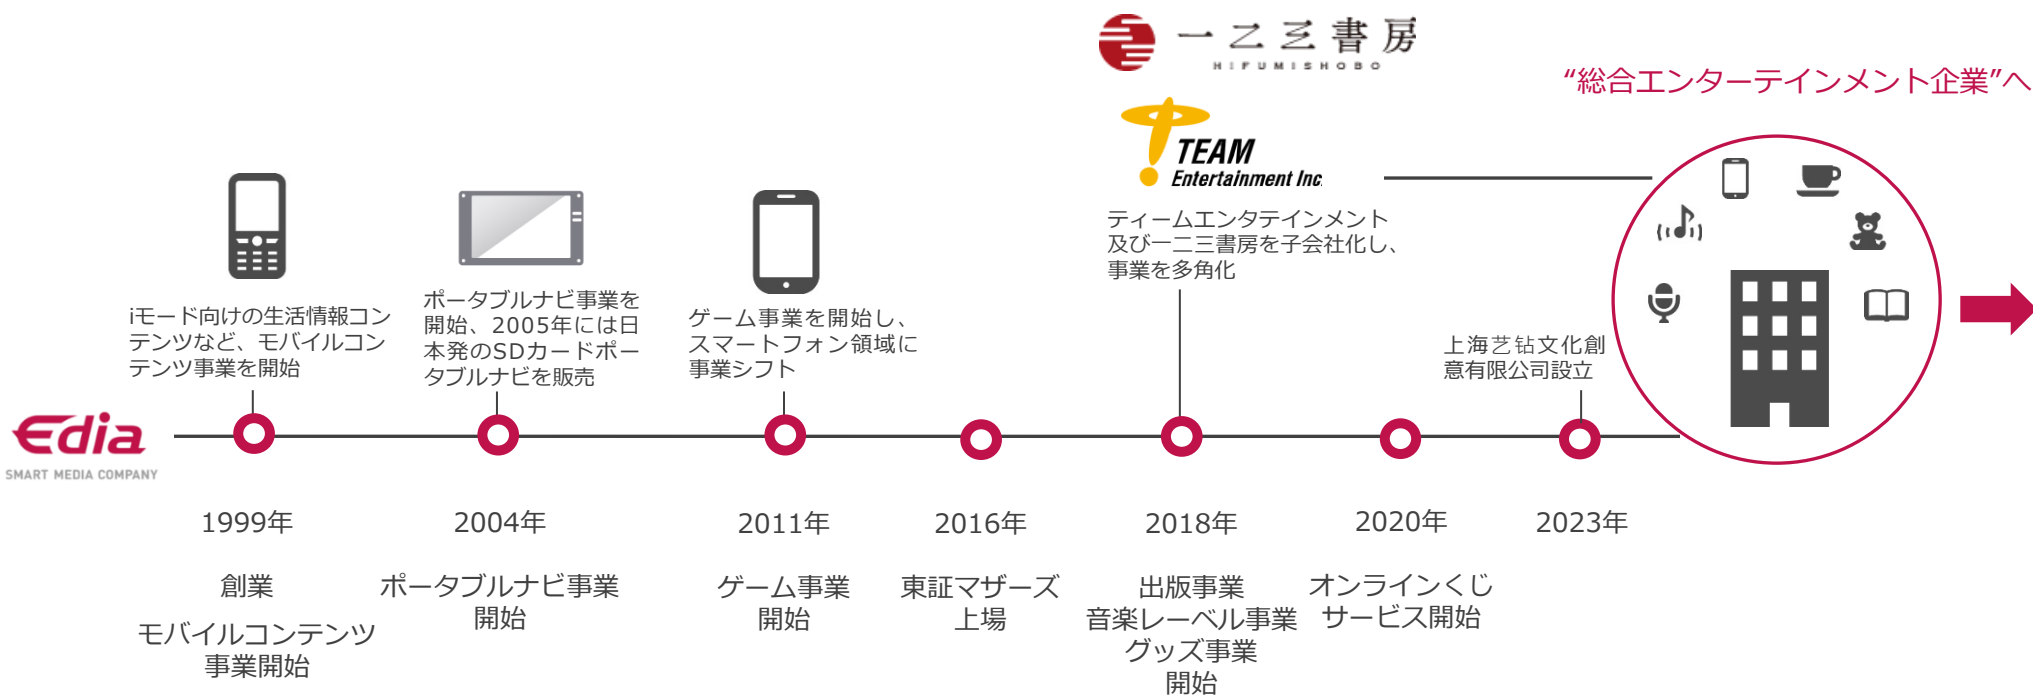 一二三書房
HIFUMISHOBO
“総合エンターテインメント企業”へ
TEAM
Entertainment Inc.
ティームエンタテインメント
及び一二三書房を子会社化し、
事業を多角化
iモード向けの生活情報コン
テンツなど、モバイルコン
テンツ事業を開始
ポータブルナビ事業を
開始、2005年には日
本発のSDカードポー
タブルナビを販売
ゲーム事業を開始し、
スマートフォン領域に
事業シフト
上海艺钻文化創
意有限公司設立
Edia
SMART MEDIA COMPANY
1999年
創業
モバイルコンテンツ
事業開始
2004年
ポータブルナビ事業
開始
2011年
ゲーム事業
開始
2016年
東証マザーズ
上場
2018年
出版事業
音楽レーベル事業
グッズ事業
開始
2020年
オンラインくじ
サービス開始
2023年